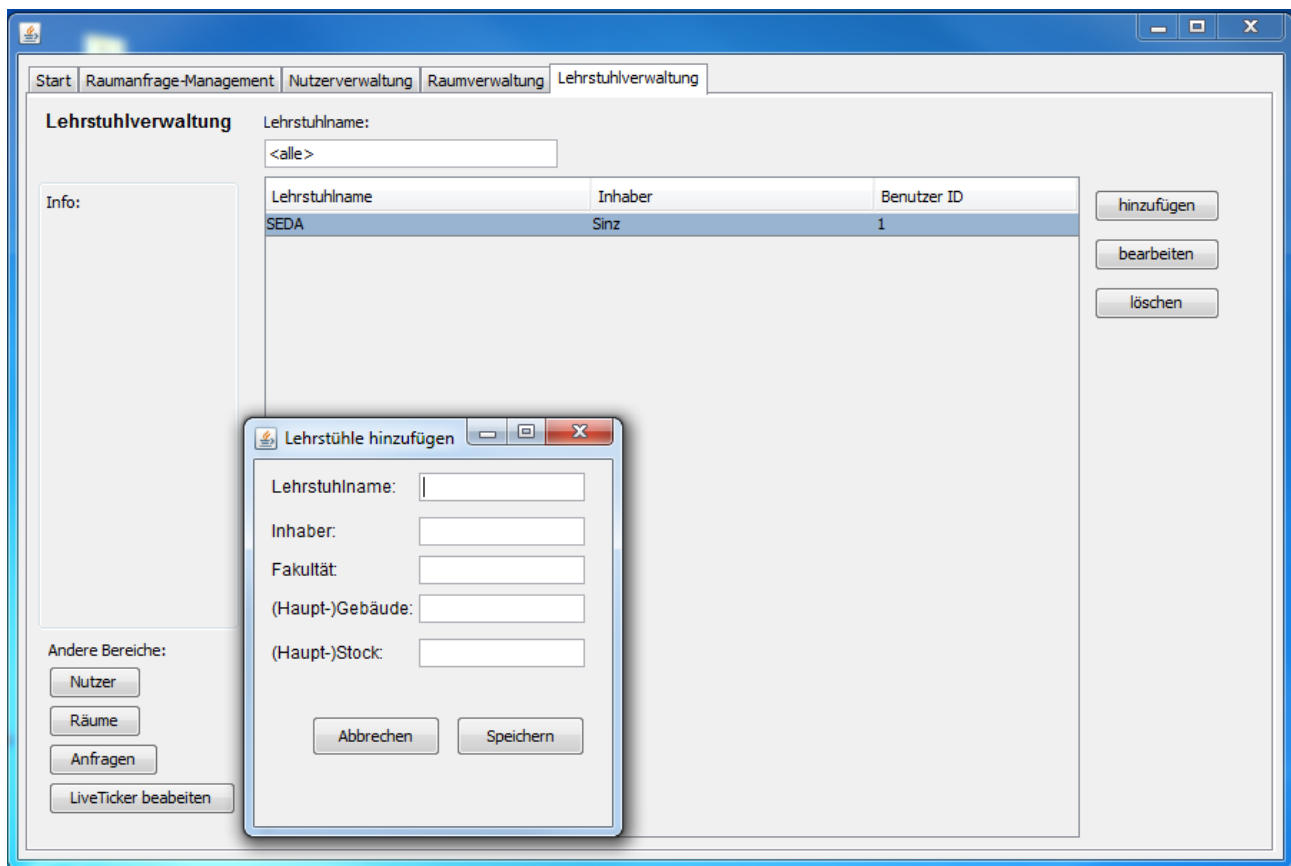 Start Raumanfrage-Management Nutzerverwaltung Raumverwaltung Lehrstuhlverwaltung
Lehrstuhlverwaltung
Lehrstuhlname:
<alle>
Info:
Lehrstuhlname Inhaber Benutzer ID
SEDA Sinz 1
hinzufügen
bearbeiten
löschen
Lehrstühle hinzufügen
Lehrstuhlname:
Inhaber:
Fakultät:
(Haupt-)Gebäude:
(Haupt-)Stock:
Abbrechen Speichern
Andere Bereiche:
Nutzer
Räume
Anfragen
LiveTicker beabeiten